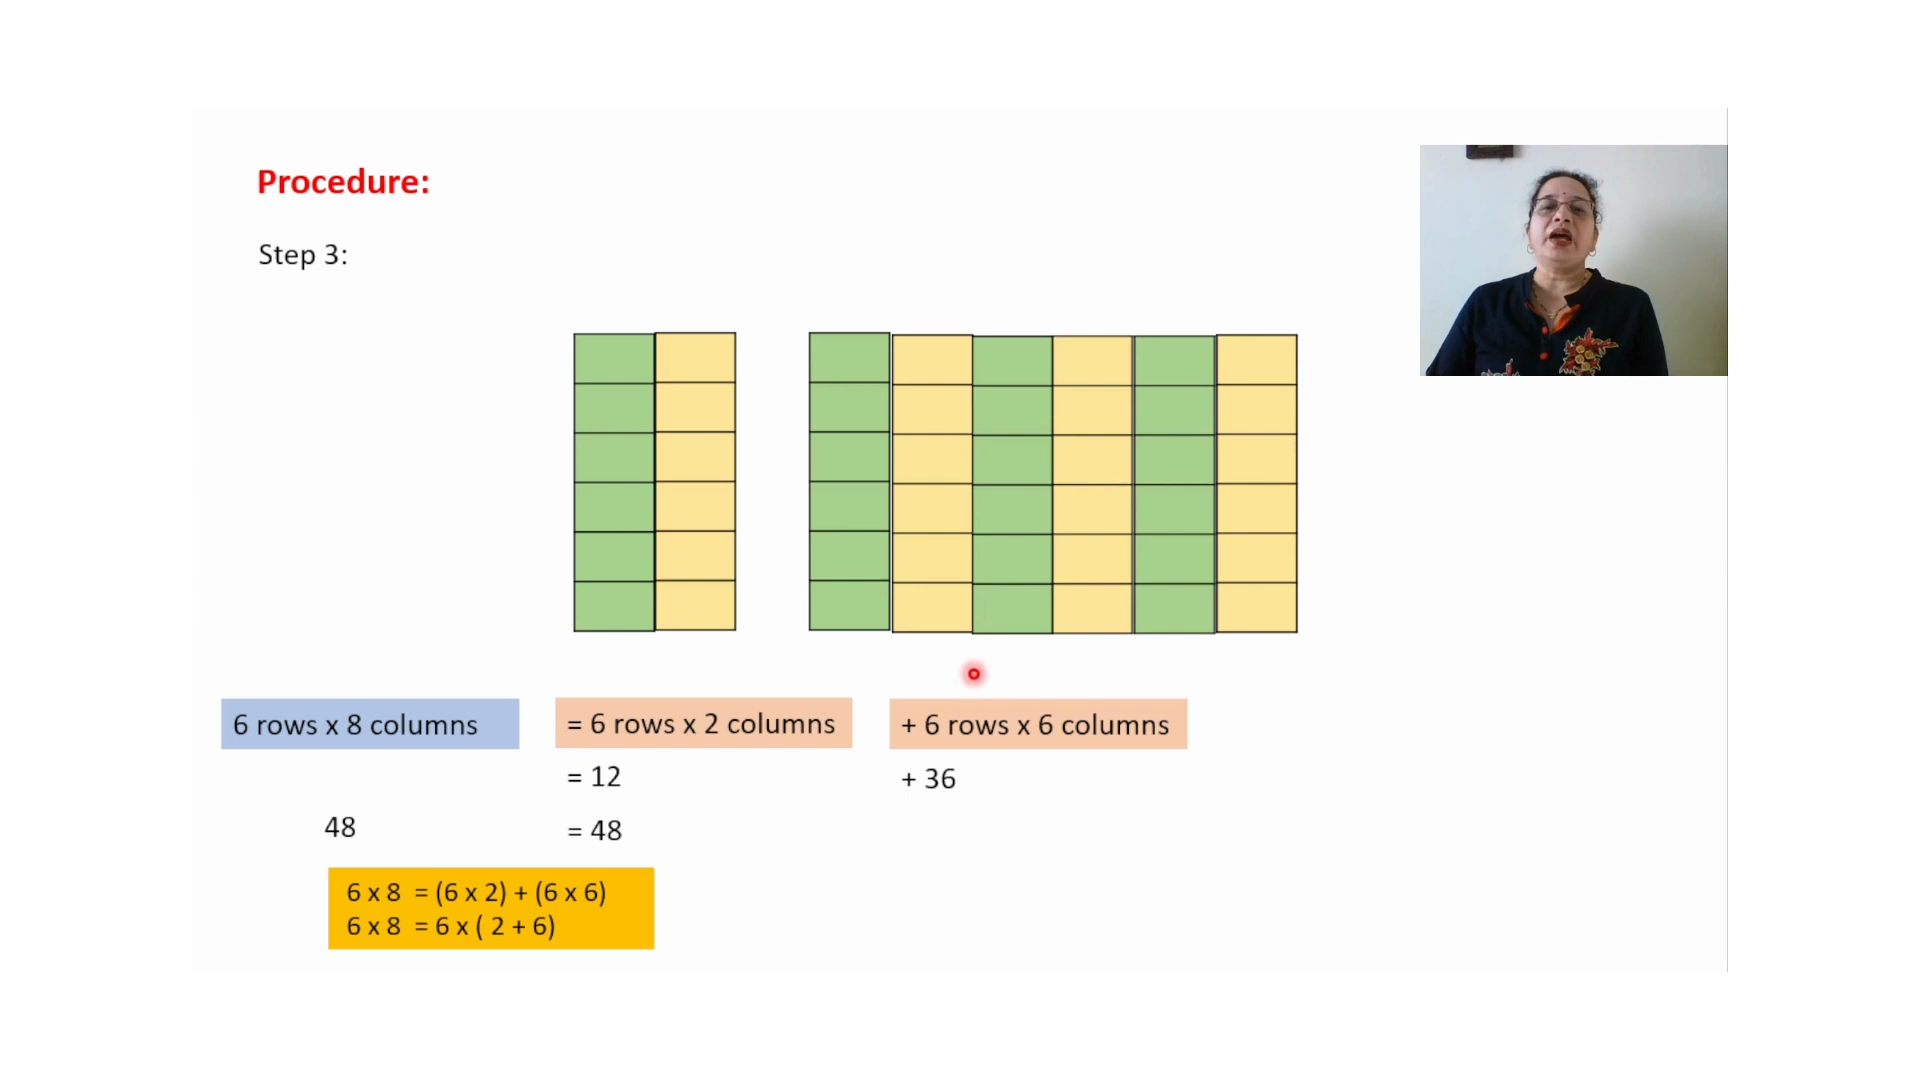 Procedure:
Step 3:
6 rows x 8 columns = 6 rows x 2 columns + 6 rows x 6 columns
= 12 + 36
48 = 48
6 x 8 = (6 x 2) + (6 x 6)
6 x 8 = 6 x ( 2 + 6)